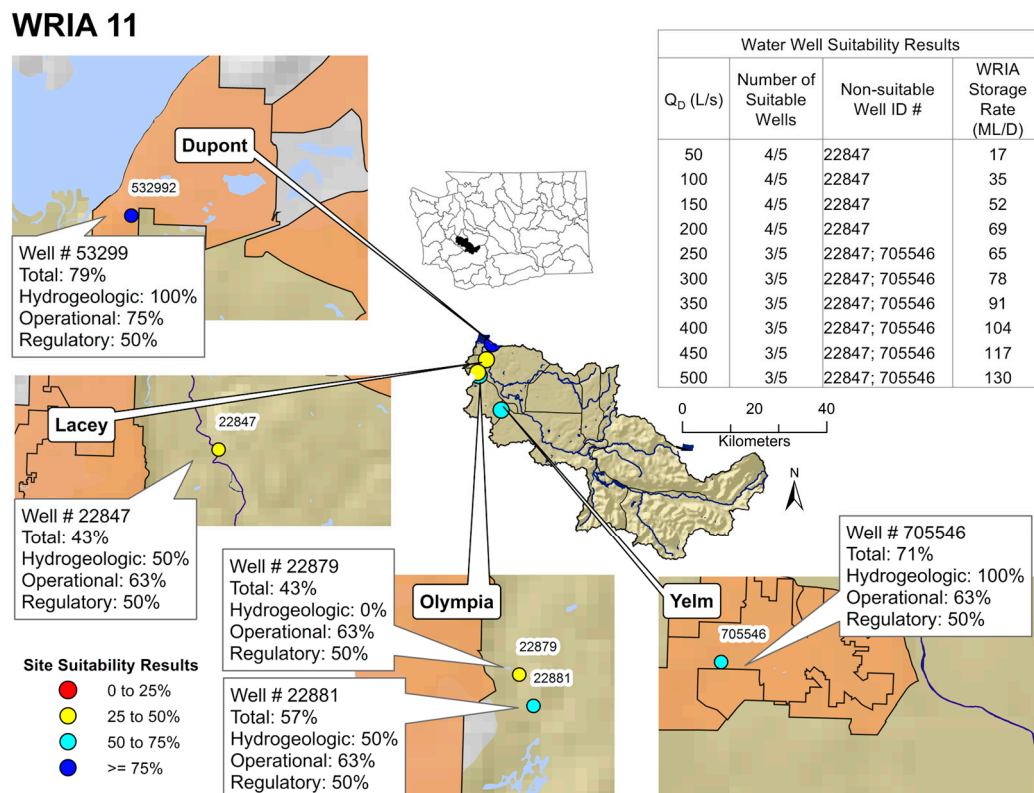 WRIA 11
Dupont
532992
Well # 53299
Total: 79%
Hydrogeologic: 100%
Operational: 75%
Regulatory: 50%
Water Well Suitability Results
Q_D (L/s) Number of Suitable Wells Non-suitable Well ID # WRIA Storage Rate (ML/D)
50 4/5 22847 17
100 4/5 22847 35
150 4/5 22847 52
200 4/5 22847 69
250 3/5 22847; 705546 65
300 3/5 22847; 705546 78
350 3/5 22847; 705546 91
400 3/5 22847; 705546 104
450 3/5 22847; 705546 117
500 3/5 22847; 705546 130
0 20 40
Kilometers
N
Lacey
22847
Well # 22847
Total: 43%
Hydrogeologic: 50%
Operational: 63%
Regulatory: 50%
Well # 22879
Total: 43%
Hydrogeologic: 0%
Operational: 63%
Regulatory: 50%
Olympia
22879
22881
Well # 22881
Total: 57%
Hydrogeologic: 50%
Operational: 63%
Regulatory: 50%
Yelm
705546
Well # 705546
Total: 71%
Hydrogeologic: 100%
Operational: 63%
Regulatory: 50%
Site Suitability Results
0 to 25%
25 to 50%
50 to 75%
>= 75%